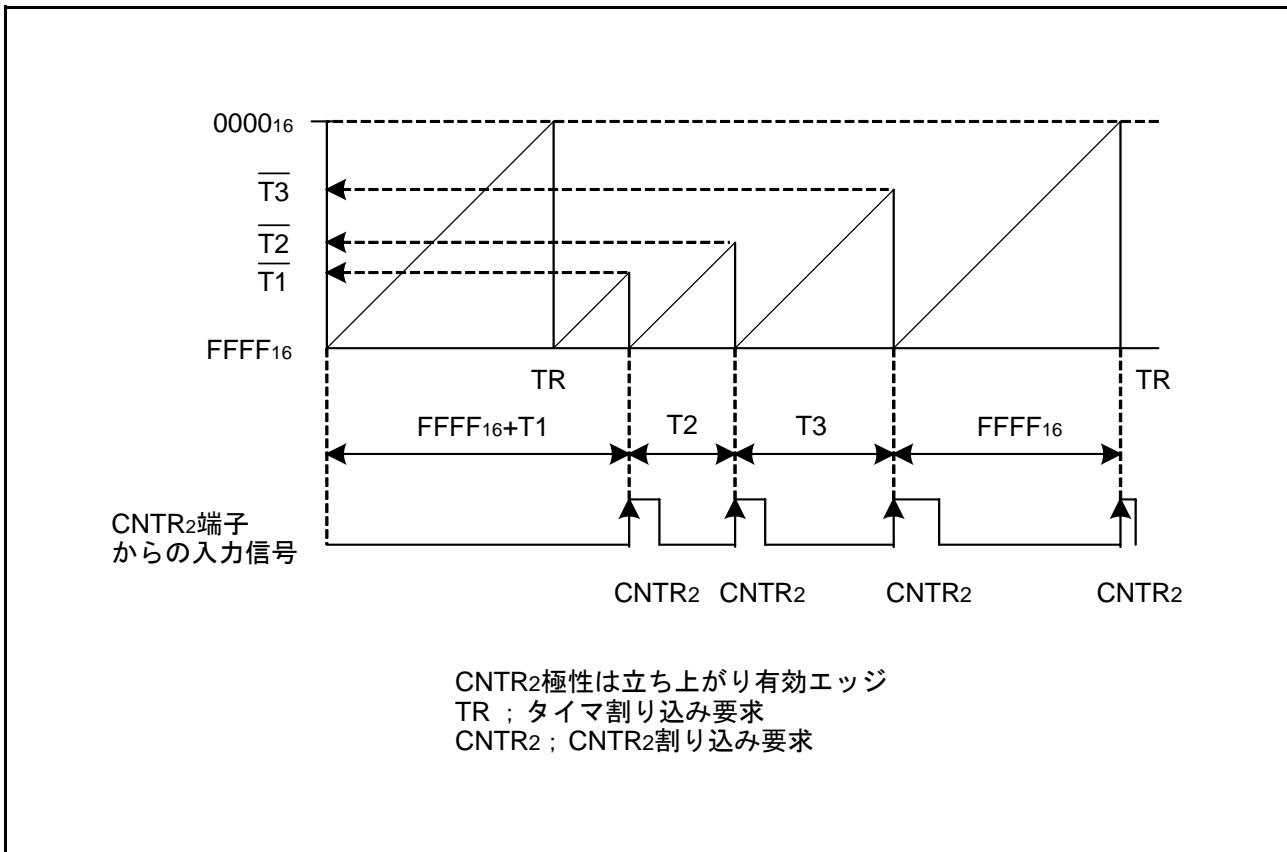 0000₁₆
T̅3̅
T̅2̅
T̅1̅
FFFF₁₆
TR
TR
FFFF₁₆+T1
T2
T3
FFFF₁₆
CNTR₂端子
からの入力信号
CNTR₂
CNTR₂
CNTR₂
CNTR₂
CNTR₂極性は立ち上がり有効エッジ
TR ; タイマ割り込み要求
CNTR₂ ; CNTR₂割り込み要求